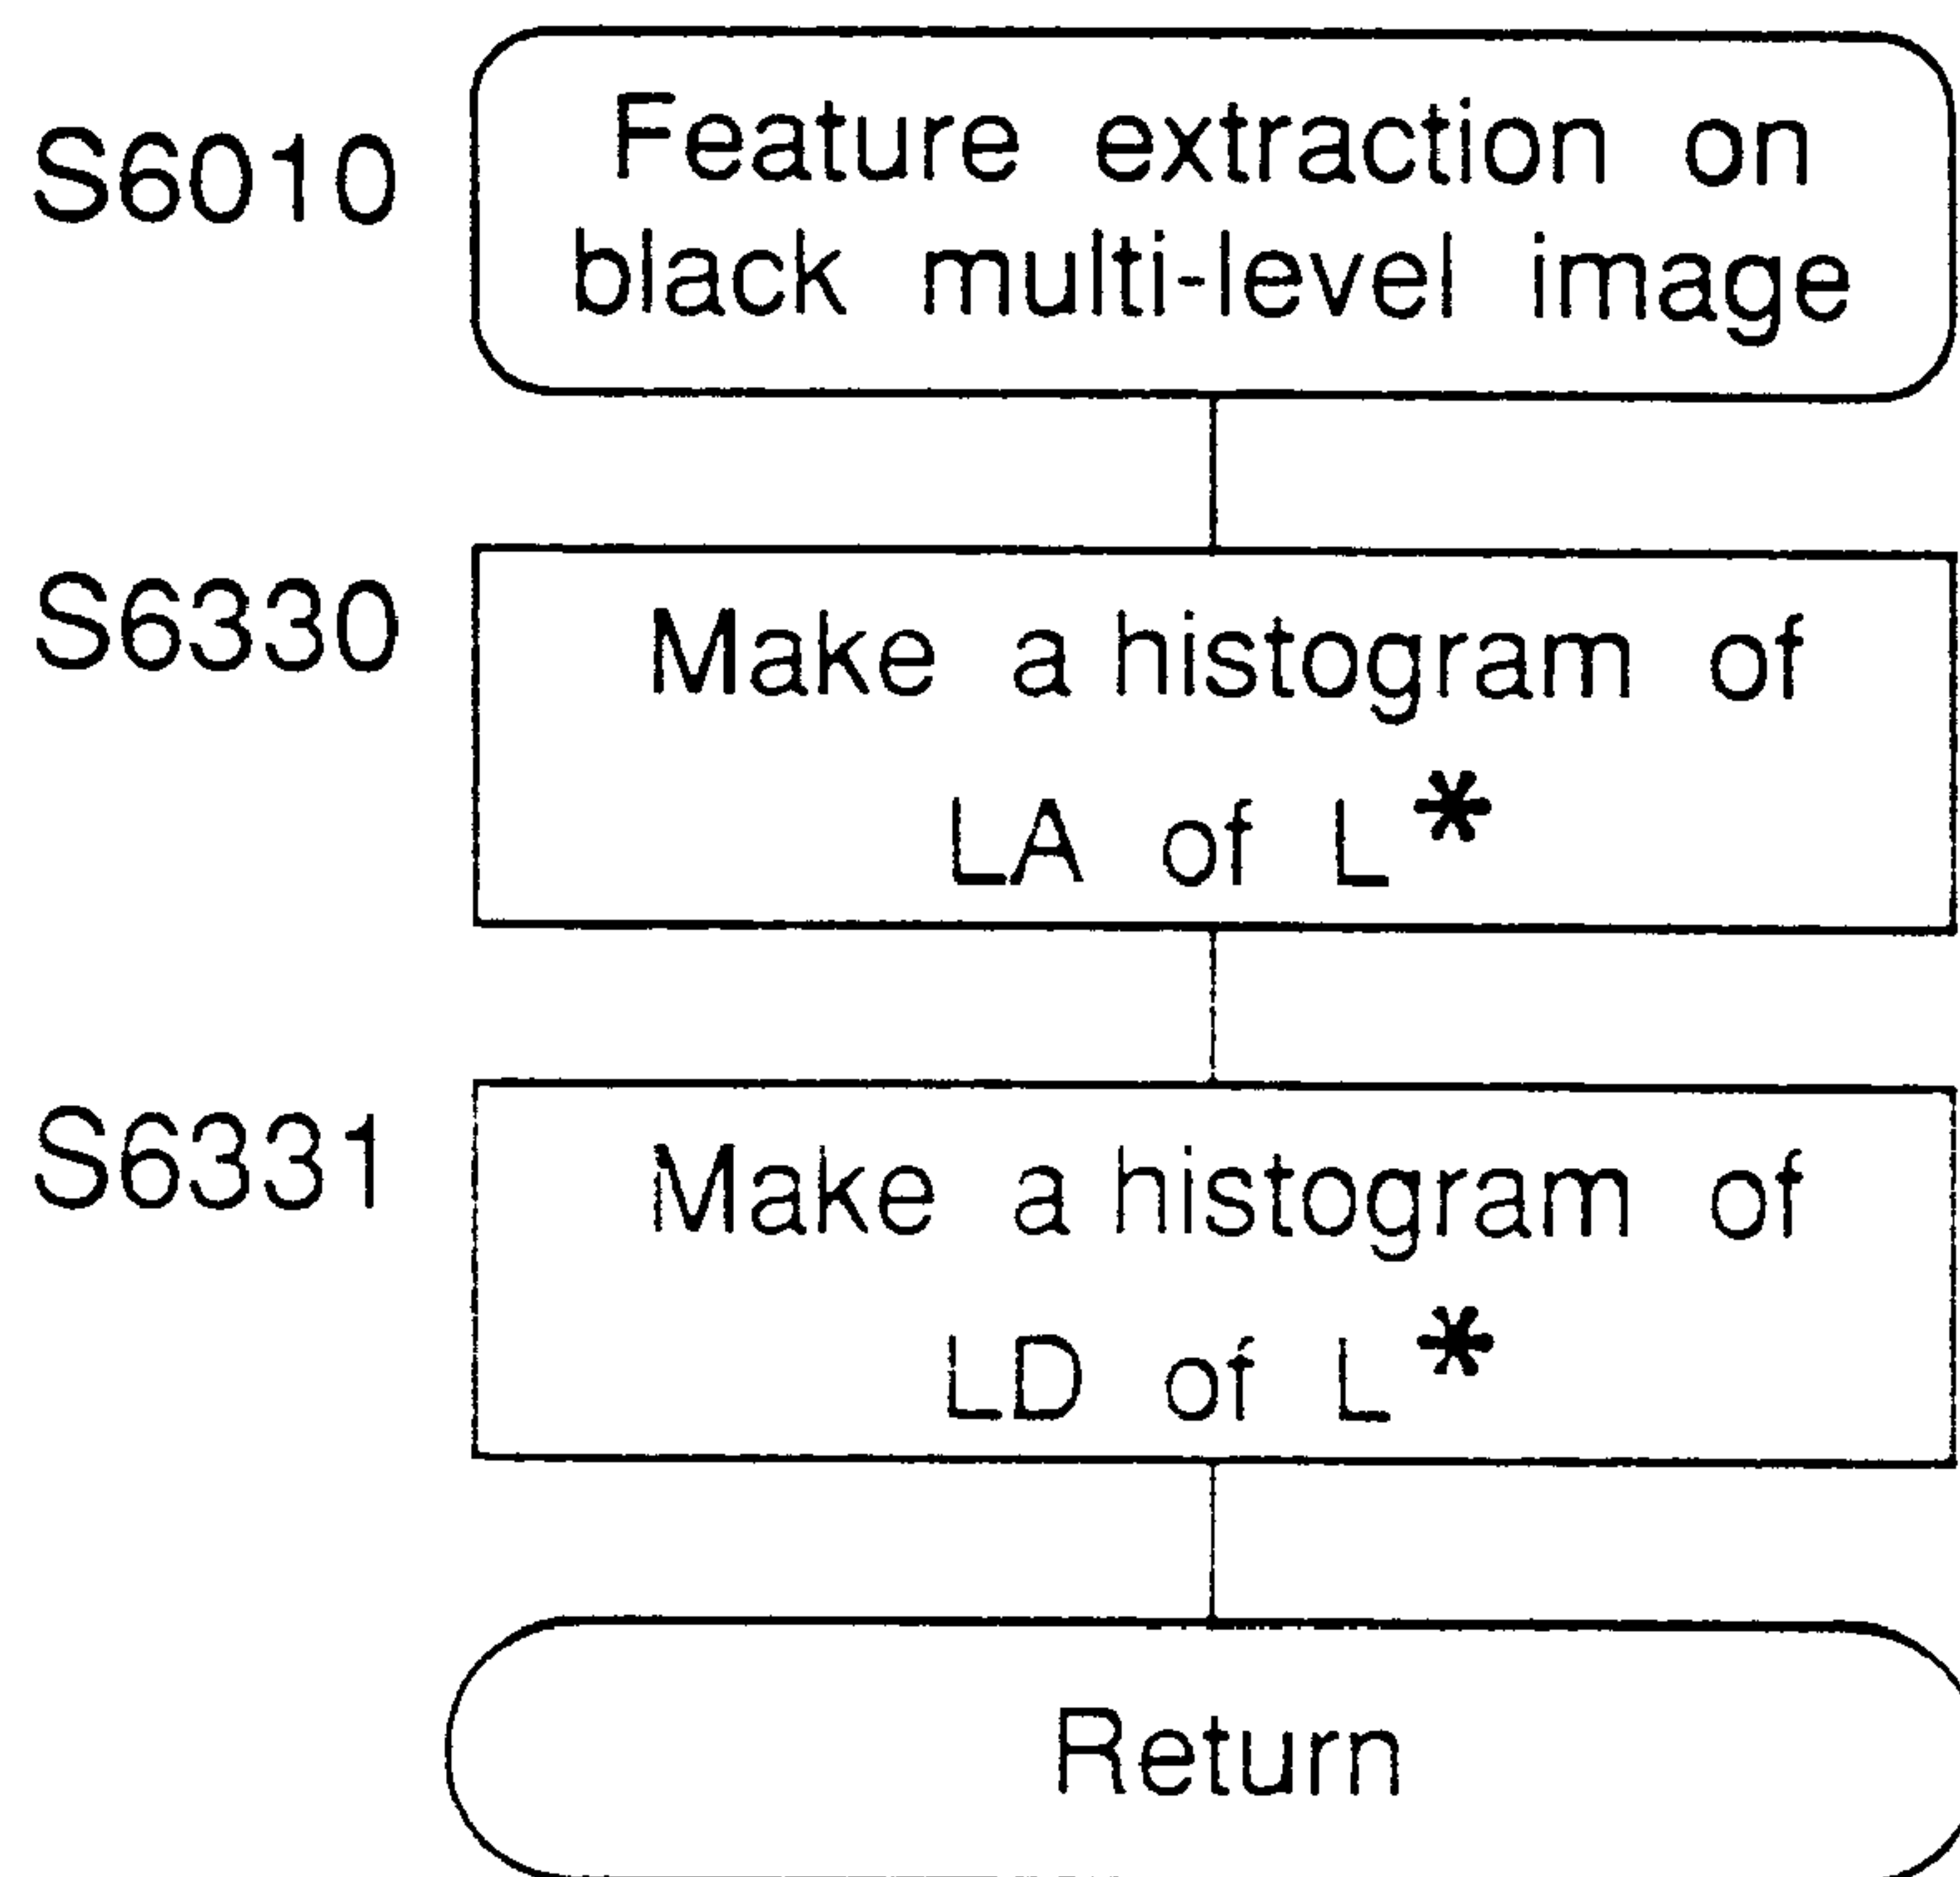 S6010
Feature extraction on
black multi-level image
S6330
Make a histogram of
LA of L*
S6331
Make a histogram of
LD of L*
Return